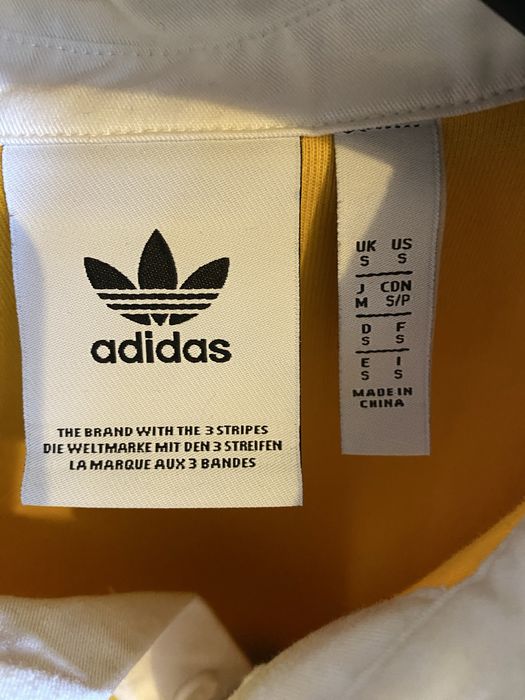 adidas
THE BRAND WITH THE 3 STRIPES
DIE WELTMARKE MIT DEN 3 STREIFEN
LA MARQUE AUX 3 BANDES
UK US
S S
J CDN
M S/P
D F
S S
E I
S S
MADE IN
CHINA